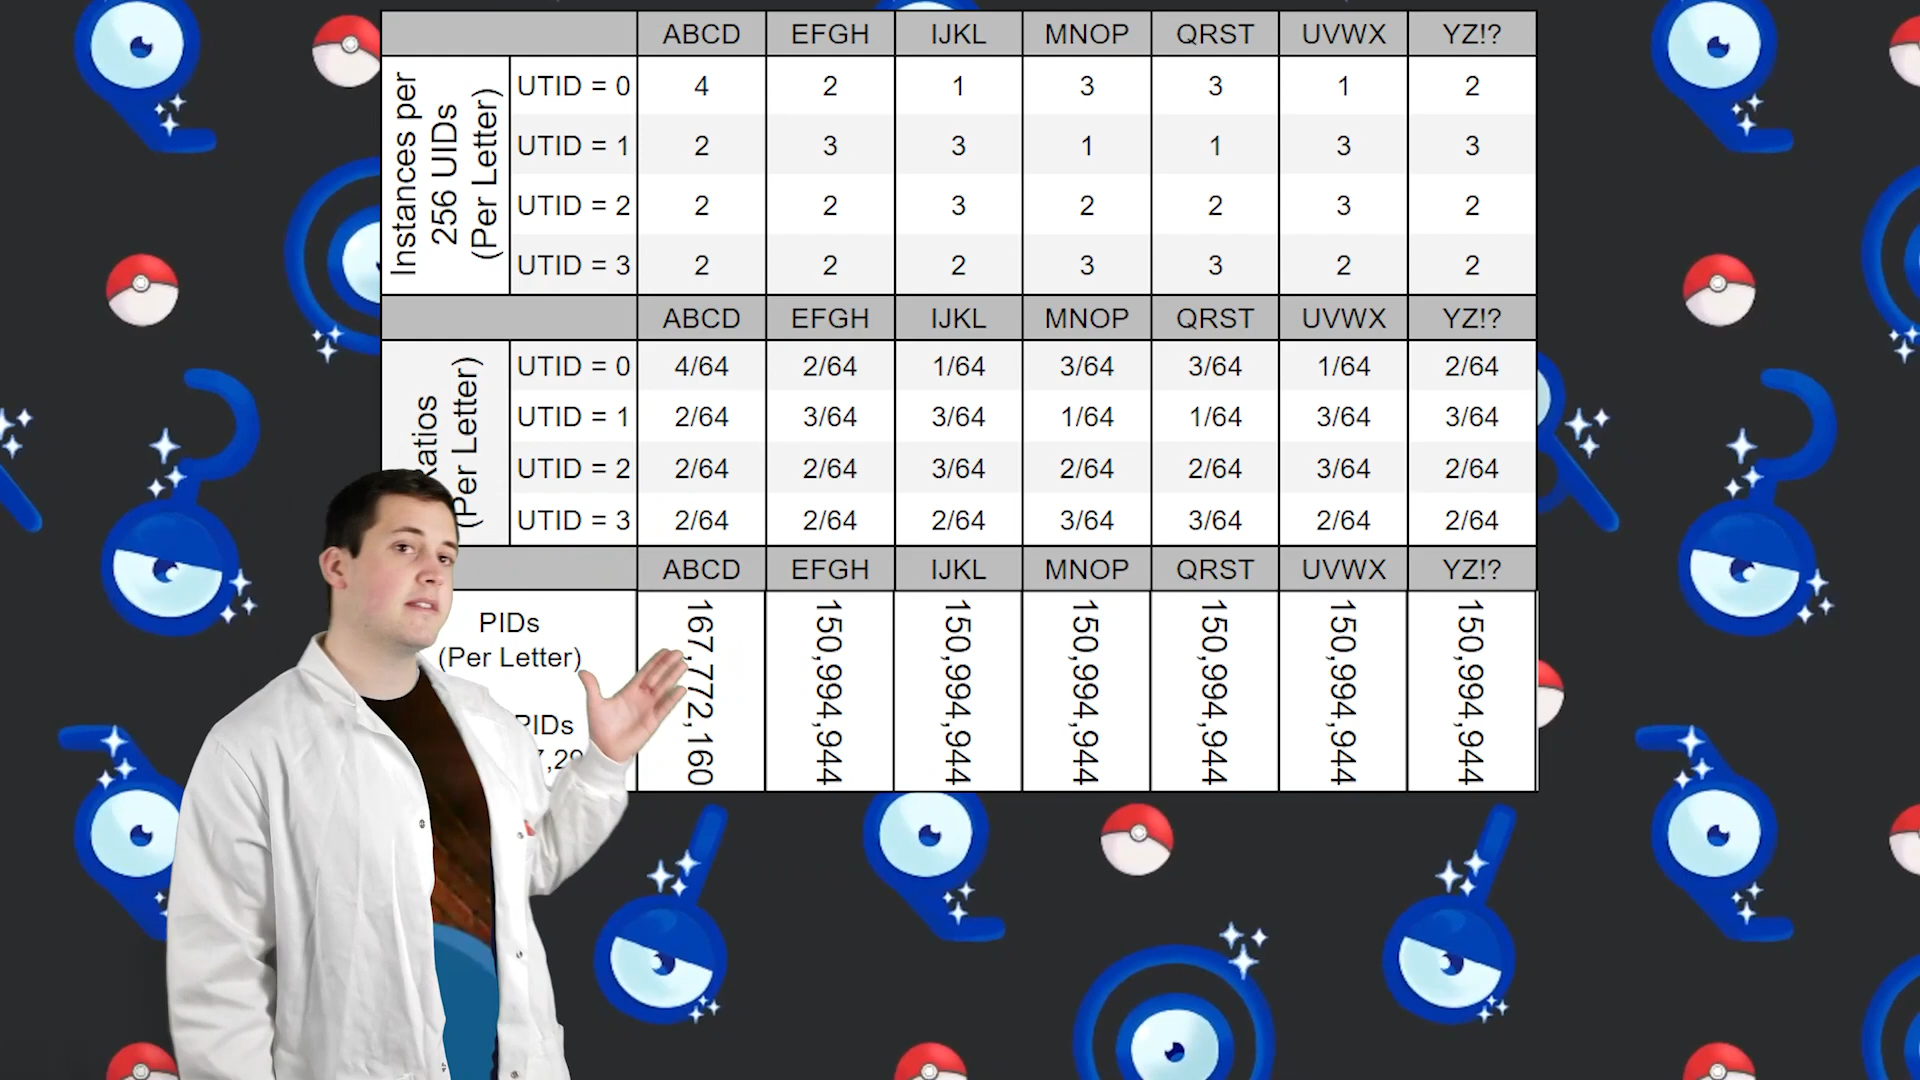 ABCD EFGH IJKL MNOP QRST UVWX YZ!?
Instances per
256 UIDs
(Per Letter)
UTID = 0 4 2 1 3 3 1 2
UTID = 1 2 3 3 1 1 3 3
UTID = 2 2 2 3 2 2 3 2
UTID = 3 2 2 2 3 3 2 2
ABCD EFGH IJKL MNOP QRST UVWX YZ!?
(Per Letter)
UTID = 0 4/64 2/64 1/64 3/64 3/64 1/64 2/64
UTID = 1 2/64 3/64 3/64 1/64 1/64 3/64 3/64
UTID = 2 2/64 2/64 3/64 2/64 2/64 3/64 2/64
UTID = 3 2/64 2/64 2/64 3/64 3/64 2/64 2/64
ABCD EFGH IJKL MNOP QRST UVWX YZ!?
PIDs
(Per Letter)
PIDs
167,772,160 150,994,944 150,994,944 150,994,944 150,994,944 150,994,944 150,994,944